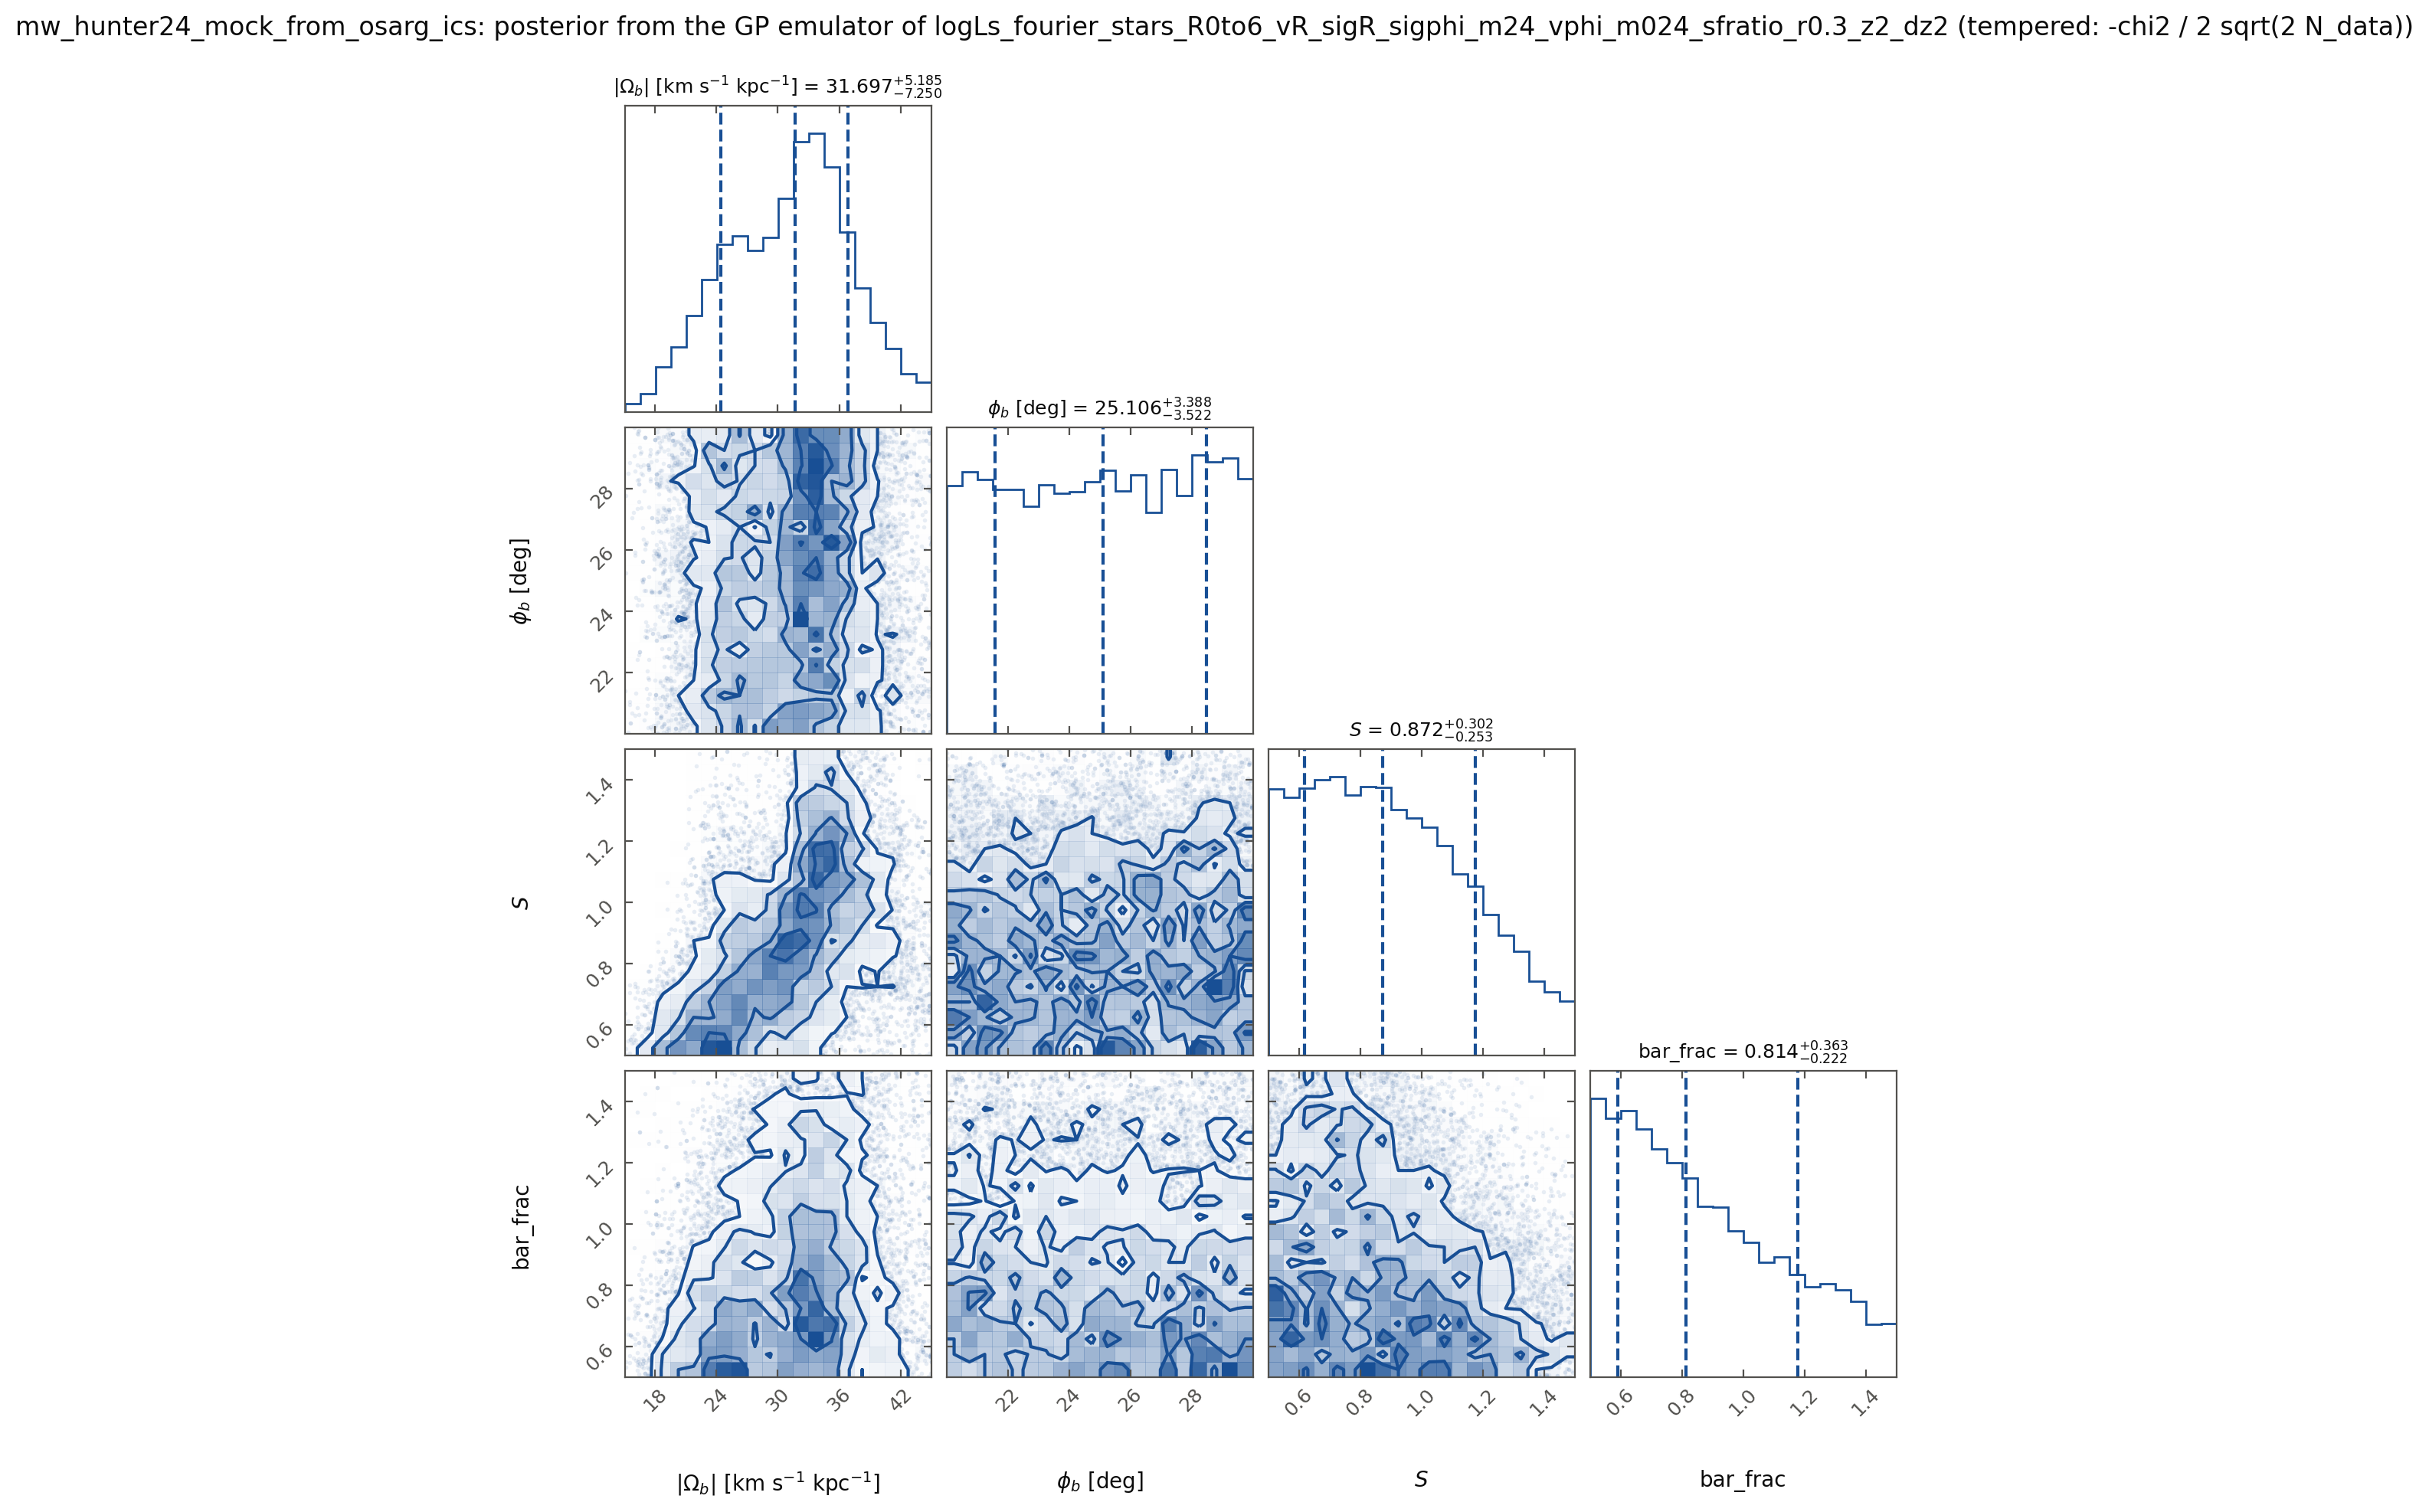 mw_hunter24_mock_from_osarg_ics: posterior from the GP emulator of logLs_fourier_stars_R0to6_vR_sigR_sigphi_m24_vphi_m024_sfratio_r0.3_z2_dz2 (tempered: -chi2 / 2 sqrt(2 N_data))
|Ω_b| [km s⁻¹ kpc⁻¹] = 31.697^{+5.185}_{−7.250}
ϕ_b [deg] = 25.106^{+3.388}_{−3.522}
28
26
24
22
ϕ_b [deg]
S = 0.872^{+0.302}_{−0.253}
1.4
1.2
1.0
0.8
0.6
S
bar_frac = 0.814^{+0.363}_{−0.222}
1.4
1.2
1.0
0.8
0.6
bar_frac
18 24 30 36 42
22 24 26 28
0.6 0.8 1.0 1.2 1.4
0.6 0.8 1.0 1.2 1.4
|Ω_b| [km s⁻¹ kpc⁻¹]
ϕ_b [deg]
S
bar_frac